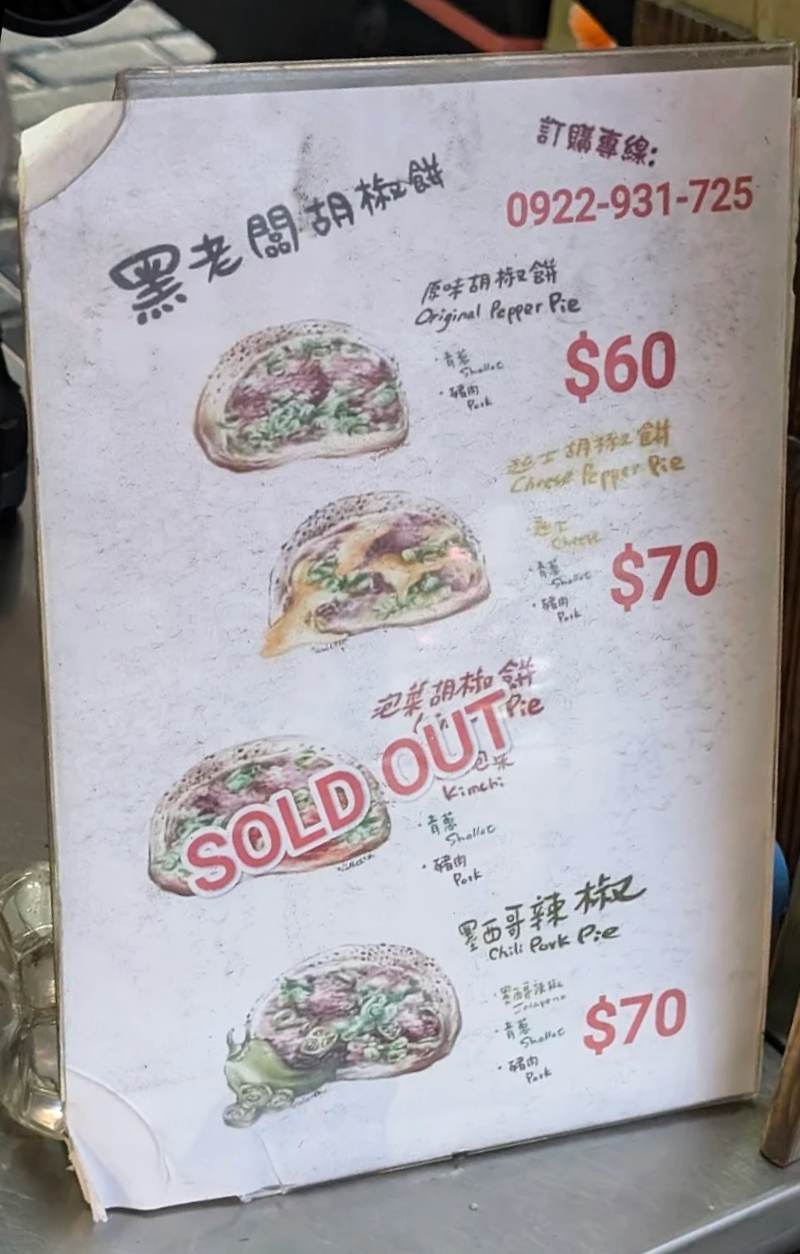 黑老闆胡椒餅
訂購專線:
0922-931-725
原味胡椒餅
Original Pepper Pie
・青蔥
Shallot
・豬肉
Pork
$60
起士胡椒餅
Cheese Pepper Pie
起士
Cheese
・青蔥
Shallot
・豬肉
Pork
$70
泡菜胡椒餅
Pie
SOLD OUT
Kimchi
・青蔥
Shallot
・豬肉
Pork
墨西哥辣椒
Chili Pork Pie
・墨西哥辣椒
Jalapeno
・青蔥
Shallot
・豬肉
Pork
$70